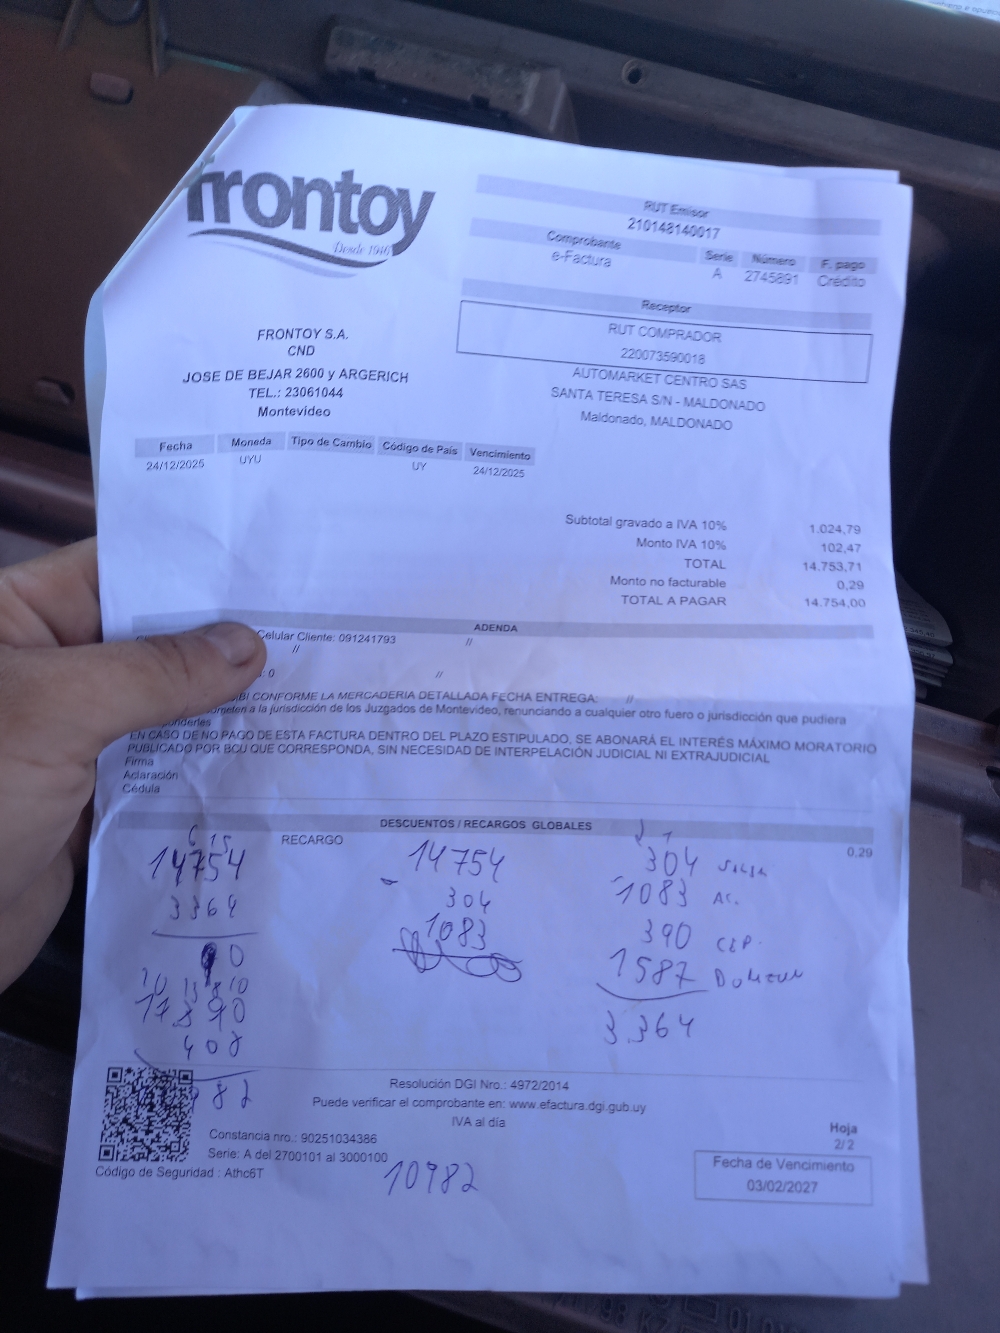 frontoy
Desde 1946
RUT Emisor
210148140017
Comprobante Serie Número F. pago
e-Factura A 2745891 Crédito
Receptor
RUT COMPRADOR
220073590018
AUTOMARKET CENTRO SAS
SANTA TERESA S/N - MALDONADO
Maldonado, MALDONADO
FRONTOY S.A.
CND
JOSE DE BEJAR 2600 y ARGERICH
TEL.: 23061044
Montevideo
Fecha Moneda Tipo de Cambio Código de País Vencimiento
24/12/2025 UYU UY 24/12/2025
Subtotal gravado a IVA 10% 1.024,79
Monto IVA 10% 102,47
TOTAL 14.753,71
Monto no facturable 0,29
TOTAL A PAGAR 14.754,00
ADENDA
Celular Cliente: 091241793 //
//
: 0 //
CONFORME LA MERCADERIA DETALLADA FECHA ENTREGA: //
a la jurisdicción de los Juzgados de Montevideo, renunciando a cualquier otro fuero o jurisdicción que pudiera
EN CASO DE NO PAGO DE ESTA FACTURA DENTRO DEL PLAZO ESTIPULADO, SE ABONARÁ EL INTERÉS MÁXIMO MORATORIO
PUBLICADO POR BCU QUE CORRESPONDA, SIN NECESIDAD DE INTERPELACIÓN JUDICIAL NI EXTRAJUDICIAL
Firma
Aclaración
Cédula
DESCUENTOS / RECARGOS GLOBALES
RECARGO 0,29
14754 14754 304
3364 304 1083 AC.
1083 390
1587
3.364
408
982
Resolución DGI Nro.: 4972/2014
Puede verificar el comprobante en: www.efactura.dgi.gub.uy
IVA al día
Constancia nro.: 90251034386
Serie: A del 2700101 al 3000100
Código de Seguridad : Athc6T
10982
Hoja
2/ 2
Fecha de Vencimiento
03/02/2027